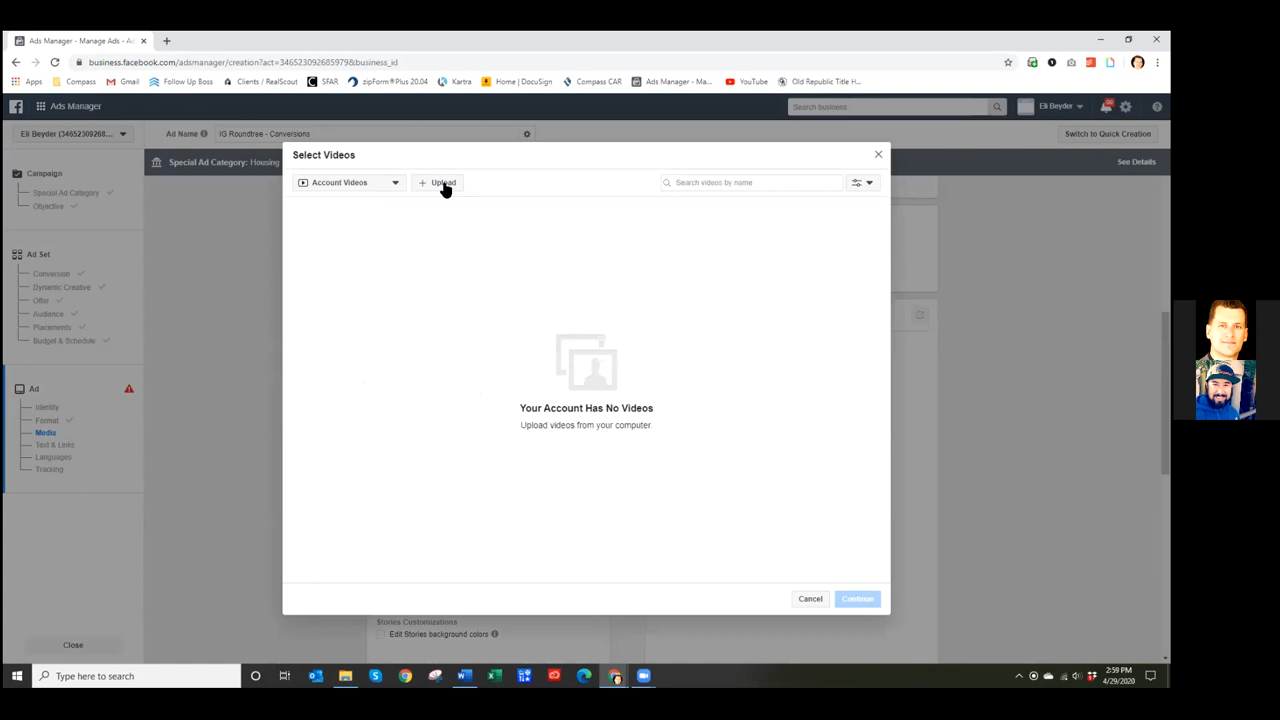 Ads Manager - Manage Ads - Ad
business.facebook.com/adsmanager/creation?act=346523092685979&business_id
Apps Compass Gmail Follow Up Boss Clients / RealScout SFAR zipForm®Plus 20.04 Kartra Home | DocuSign Compass CAR Ads Manager - Ma... YouTube Old Republic Title H...
Ads Manager Search business Eli Beyder
Eli Beyder (34652309268... Ad Name IG Roundtree - Conversions Switch to Quick Creation
Special Ad Category: Housing See Details
Select Videos
Account Videos + Upload Search videos by name
Campaign
Special Ad Category
Objective
Ad Set
Conversion
Dynamic Creative
Offer
Audience
Placements
Budget & Schedule
Ad
Identity
Format
Media
Text & Links
Languages
Tracking
Your Account Has No Videos
Upload videos from your computer.
Cancel Continue
Stories Customizations
Edit Stories background colors
Close
Type here to search
2:59 PM
4/29/2020